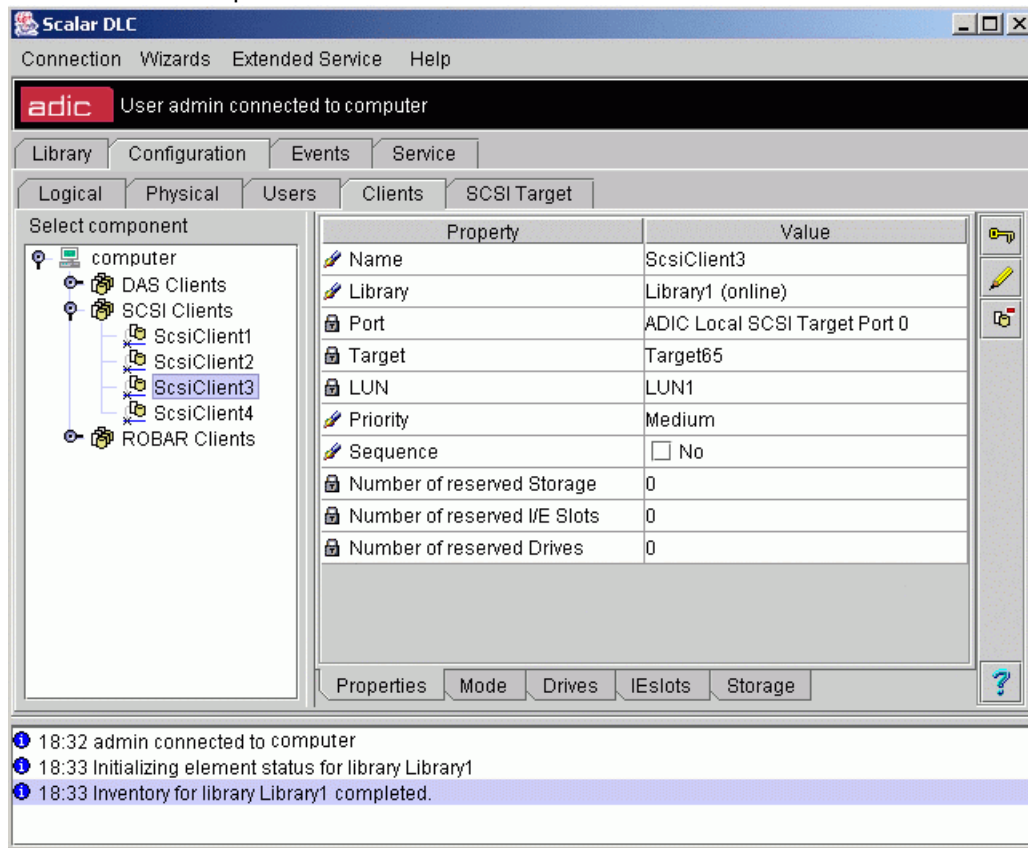 Scalar DLC
Connection Wizards Extended Service Help
adic User admin connected to computer
Library Configuration Events Service
Logical Physical Users Clients SCSI Target
Select component
computer
DAS Clients
SCSI Clients
ScsiClient1
ScsiClient2
ScsiClient3
ScsiClient4
ROBAR Clients
Property Value
Name ScsiClient3
Library Library1 (online)
Port ADIC Local SCSI Target Port 0
Target Target65
LUN LUN1
Priority Medium
Sequence No
Number of reserved Storage 0
Number of reserved I/E Slots 0
Number of reserved Drives 0
Properties Mode Drives IEslots Storage
18:32 admin connected to computer
18:33 Initializing element status for library Library1
18:33 Inventory for library Library1 completed.